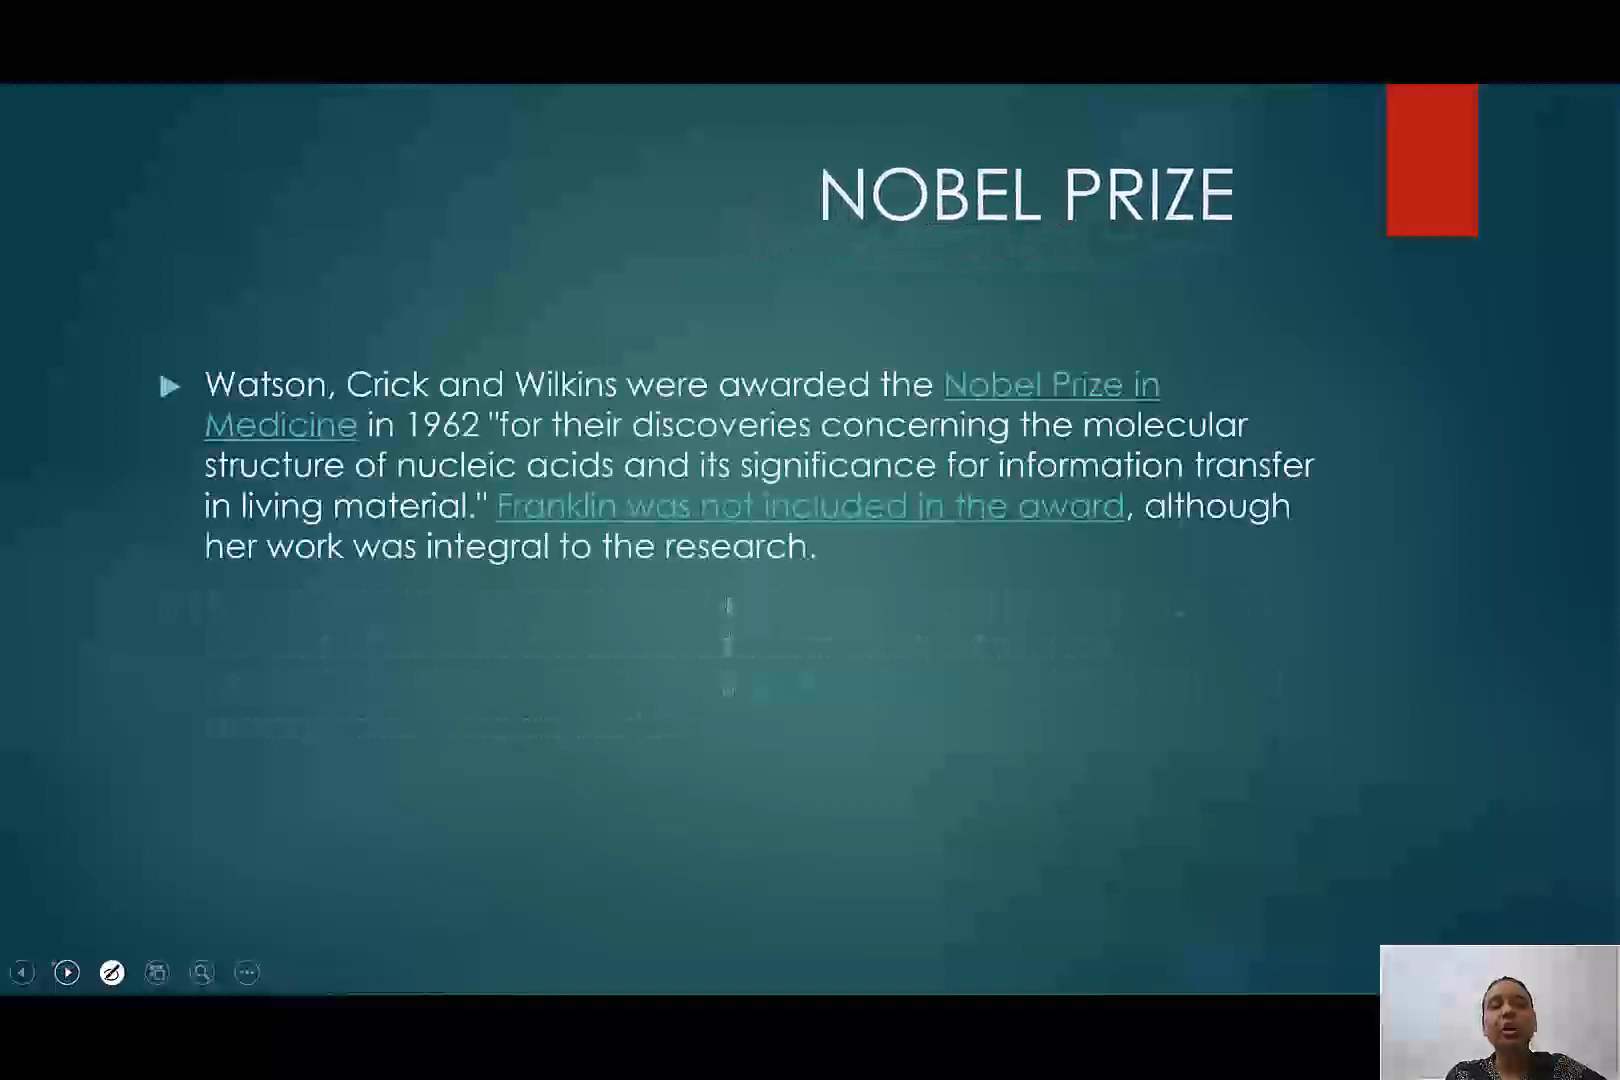 NOBEL PRIZE
Watson, Crick and Wilkins were awarded the Nobel Prize in
Medicine in 1962 "for their discoveries concerning the molecular
structure of nucleic acids and its significance for information transfer
in living material." Franklin was not included in the award, although
her work was integral to the research.